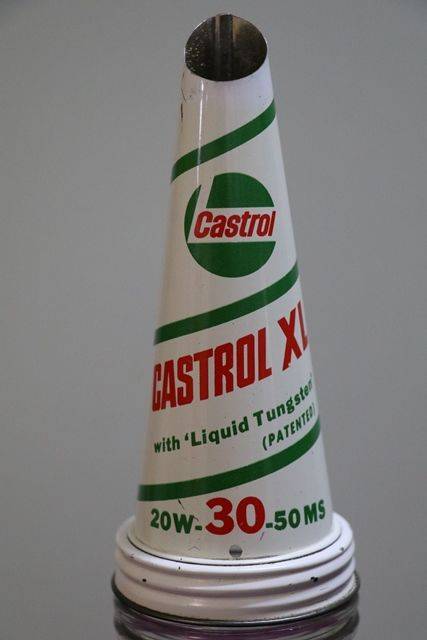 Castrol
CASTROL XL
with 'Liquid Tungsten'
(PATENTED)
20W-30-50 MS